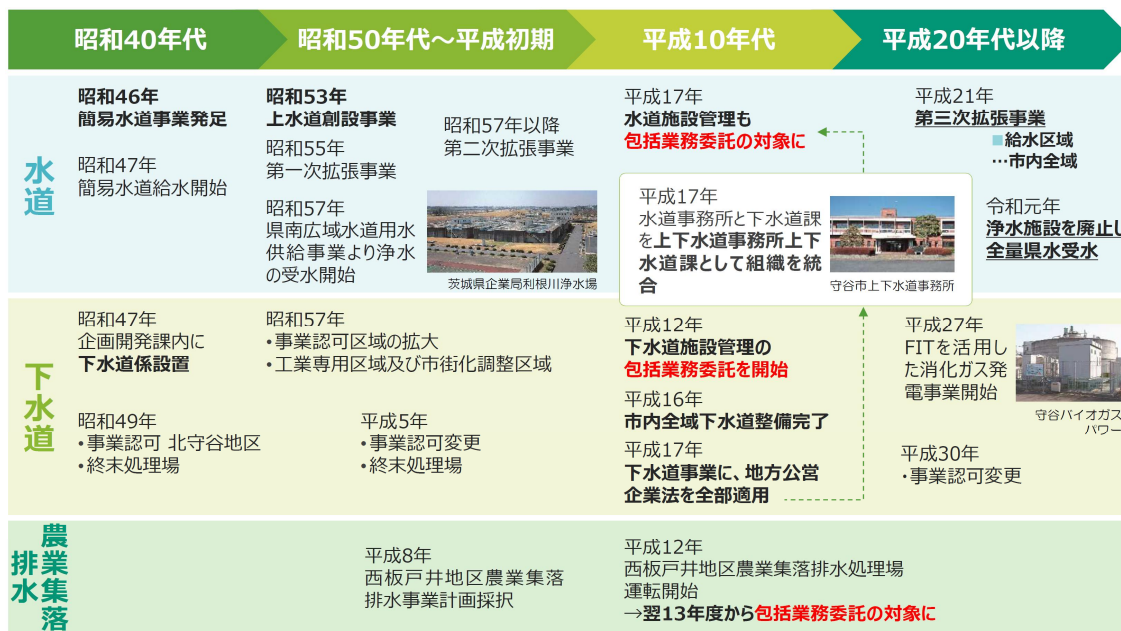 昭和40年代
昭和50年代～平成初期
平成10年代
平成20年代以降
水道
昭和46年
簡易水道事業発足
昭和47年
簡易水道給水開始
昭和53年
上水道創設事業
昭和55年
第一次拡張事業
昭和57年
県南広域水道用水
供給事業より浄水
の受水開始
昭和57年以降
第二次拡張事業
茨城県企業局利根川浄水場
平成17年
水道施設管理も
包括業務委託の対象に
平成17年
水道事務所と下水道課
を上下水道事務所上下
水道課として組織を統
合
守谷市上下水道事務所
平成21年
第三次拡張事業
■給水区域
…市内全域
令和元年
浄水施設を廃止し
全量県水受水
下水道
昭和47年
企画開発課内に
下水道係設置
昭和49年
・事業認可 北守谷地区
・終末処理場
昭和57年
・事業認可区域の拡大
・工業専用区域及び市街化調整区域
平成5年
・事業認可変更
・終末処理場
平成12年
下水道施設管理の
包括業務委託を開始
平成16年
市内全域下水道整備完了
平成17年
下水道事業に、地方公営
企業法を全部適用
平成27年
FITを活用し
た消化ガス発
電事業開始
守谷バイオガス
パワー
平成30年
・事業認可変更
農業集落
排水
平成8年
西板戸井地区農業集落
排水事業計画採択
平成12年
西板戸井地区農業集落排水処理場
運転開始
→翌13年度から包括業務委託の対象に